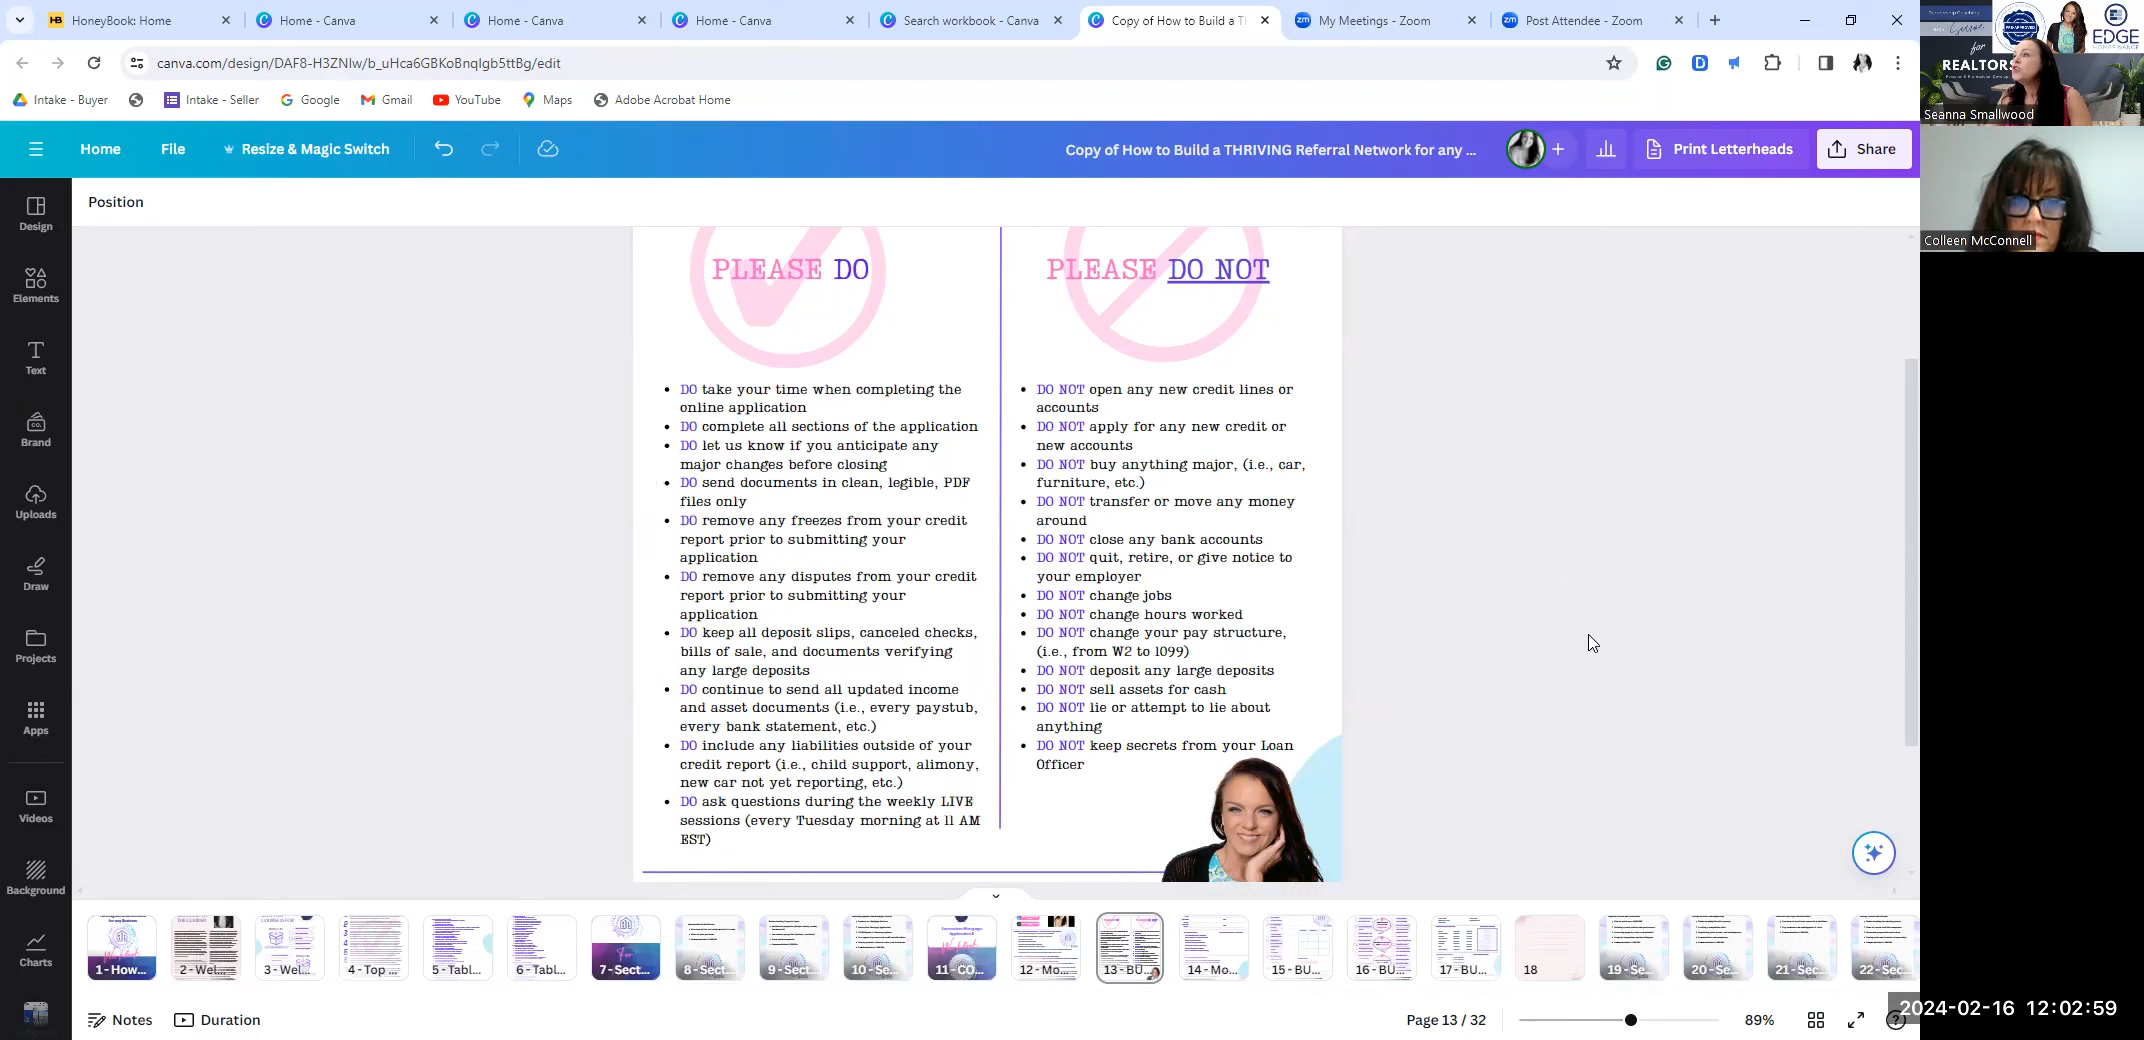 HoneyBook: Home
Home - Canva
Home - Canva
Home - Canva
Search workbook - Canva
Copy of How to Build a T
My Meetings - Zoom
Post Attendee - Zoom
canva.com/design/DAF8-H3ZNlw/b_uHca6GBKoBnqIgb5ttBg/edit
Intake - Buyer
Intake - Seller
Google
Gmail
YouTube
Maps
Adobe Acrobat Home
Home
File
Resize & Magic Switch
Copy of How to Build a THRIVING Referral Network for any ...
Print Letterheads
Share
Position
Design
Elements
Text
Brand
Uploads
Draw
Projects
Apps
Videos
Background
Charts
PLEASE DO
DO take your time when completing the
online application
DO complete all sections of the application
DO let us know if you anticipate any
major changes before closing
DO send documents in clean, legible, PDF
files only
DO remove any freezes from your credit
report prior to submitting your
application
DO remove any disputes from your credit
report prior to submitting your
application
DO keep all deposit slips, canceled checks,
bills of sale, and documents verifying
any large deposits
DO continue to send all updated income
and asset documents (i.e., every paystub,
every bank statement, etc.)
DO include any liabilities outside of your
credit report (i.e., child support, alimony,
new car not yet reporting, etc.)
DO ask questions during the weekly LIVE
sessions (every Tuesday morning at 11 AM
EST)
PLEASE DO NOT
DO NOT open any new credit lines or
accounts
DO NOT apply for any new credit or
new accounts
DO NOT buy anything major, (i.e., car,
furniture, etc.)
DO NOT transfer or move any money
around
DO NOT close any bank accounts
DO NOT quit, retire, or give notice to
your employer
DO NOT change jobs
DO NOT change hours worked
DO NOT change your pay structure,
(i.e., from W2 to 1099)
DO NOT deposit any large deposits
DO NOT sell assets for cash
DO NOT lie or attempt to lie about
anything
DO NOT keep secrets from your Loan
Officer
1 - How...
2 - Wel...
3 - Wel...
4 - Top ...
5 - Tabl...
6 - Tabl...
7 - Sect...
8 - Sect...
9 - Sect...
10 - Se...
11 - CO...
12 - Mo...
13 - BU...
14 - Mo...
15 - BU...
16 - BU...
17 - BU...
18
19 - Se...
20 - Se...
21 - Sec...
22 - Sec...
Notes
Duration
Page 13 / 32
89%
for
REALTORS
EDGE
Seanna Smallwood
Colleen McConnell
2024-02-16 12:02:59